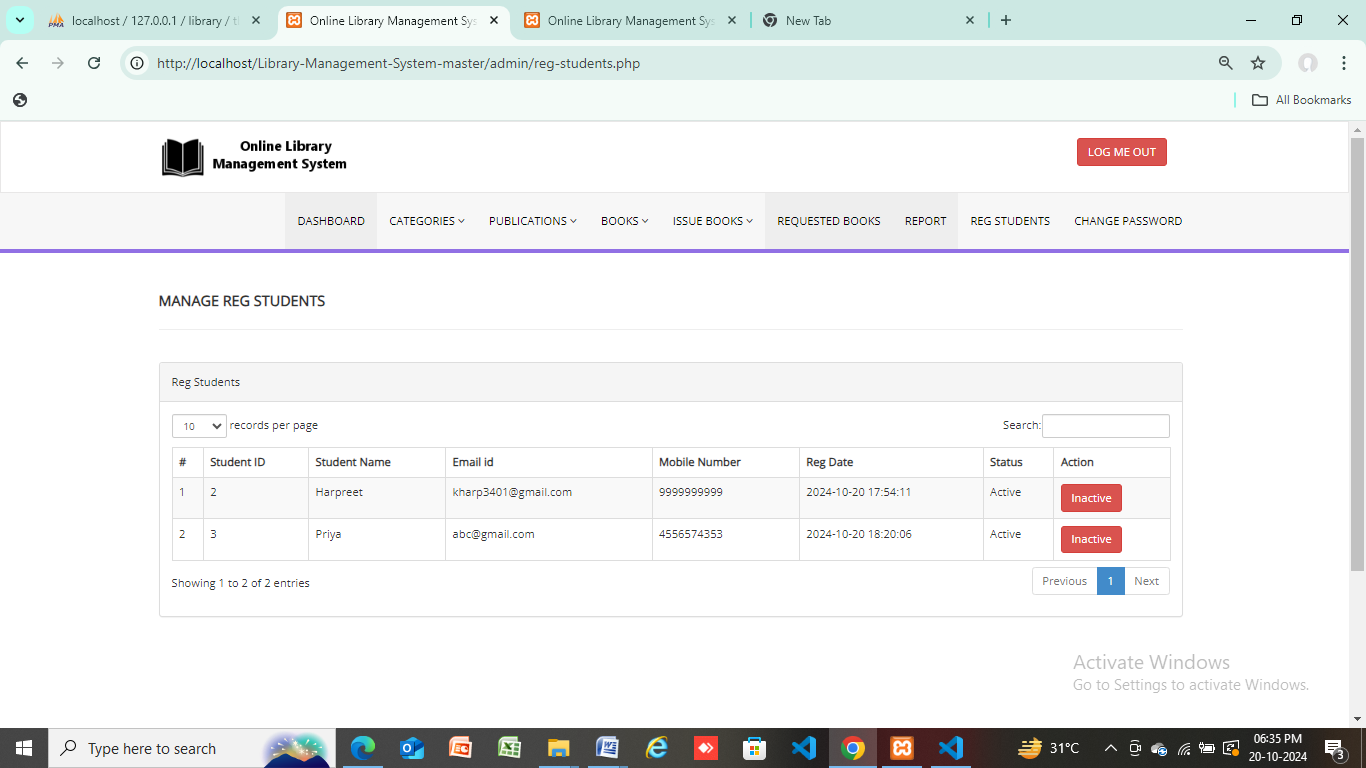 localhost / 127.0.0.1 / library / t
Online Library Management Sys
Online Library Management Sys
New Tab
http://localhost/Library-Management-System-master/admin/reg-students.php
All Bookmarks
Online Library
Management System
LOG ME OUT
DASHBOARD CATEGORIES PUBLICATIONS BOOKS ISSUE BOOKS REQUESTED BOOKS REPORT REG STUDENTS CHANGE PASSWORD
MANAGE REG STUDENTS
Reg Students
10 records per page Search:
# Student ID Student Name Email id Mobile Number Reg Date Status Action
1 2 Harpreet kharp3401@gmail.com 9999999999 2024-10-20 17:54:11 Active Inactive
2 3 Priya abc@gmail.com 4556574353 2024-10-20 18:20:06 Active Inactive
Showing 1 to 2 of 2 entries Previous 1 Next
Activate Windows
Go to Settings to activate Windows.
Type here to search
31°C
06:35 PM
20-10-2024
3